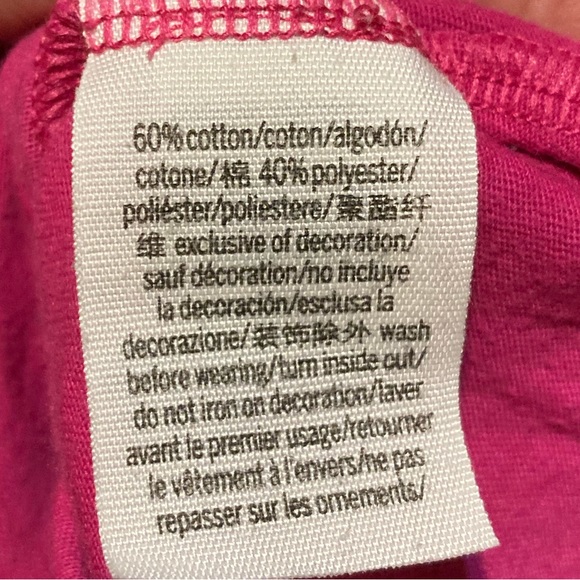 60%cotton/coton/algodón/
cotone/棉 40%polyester/
poliéster/poliestere/聚酯纤
维 exclusive of decoration/
sauf décoration/no incluye
la decoración/esclusa la
decorazione/装饰除外 wash
before wearing/turn inside out/
do not iron on decoration/laver
avant le premier usage/retourner
le vêtement à l'envers/ne pas
repasser sur les ornements/